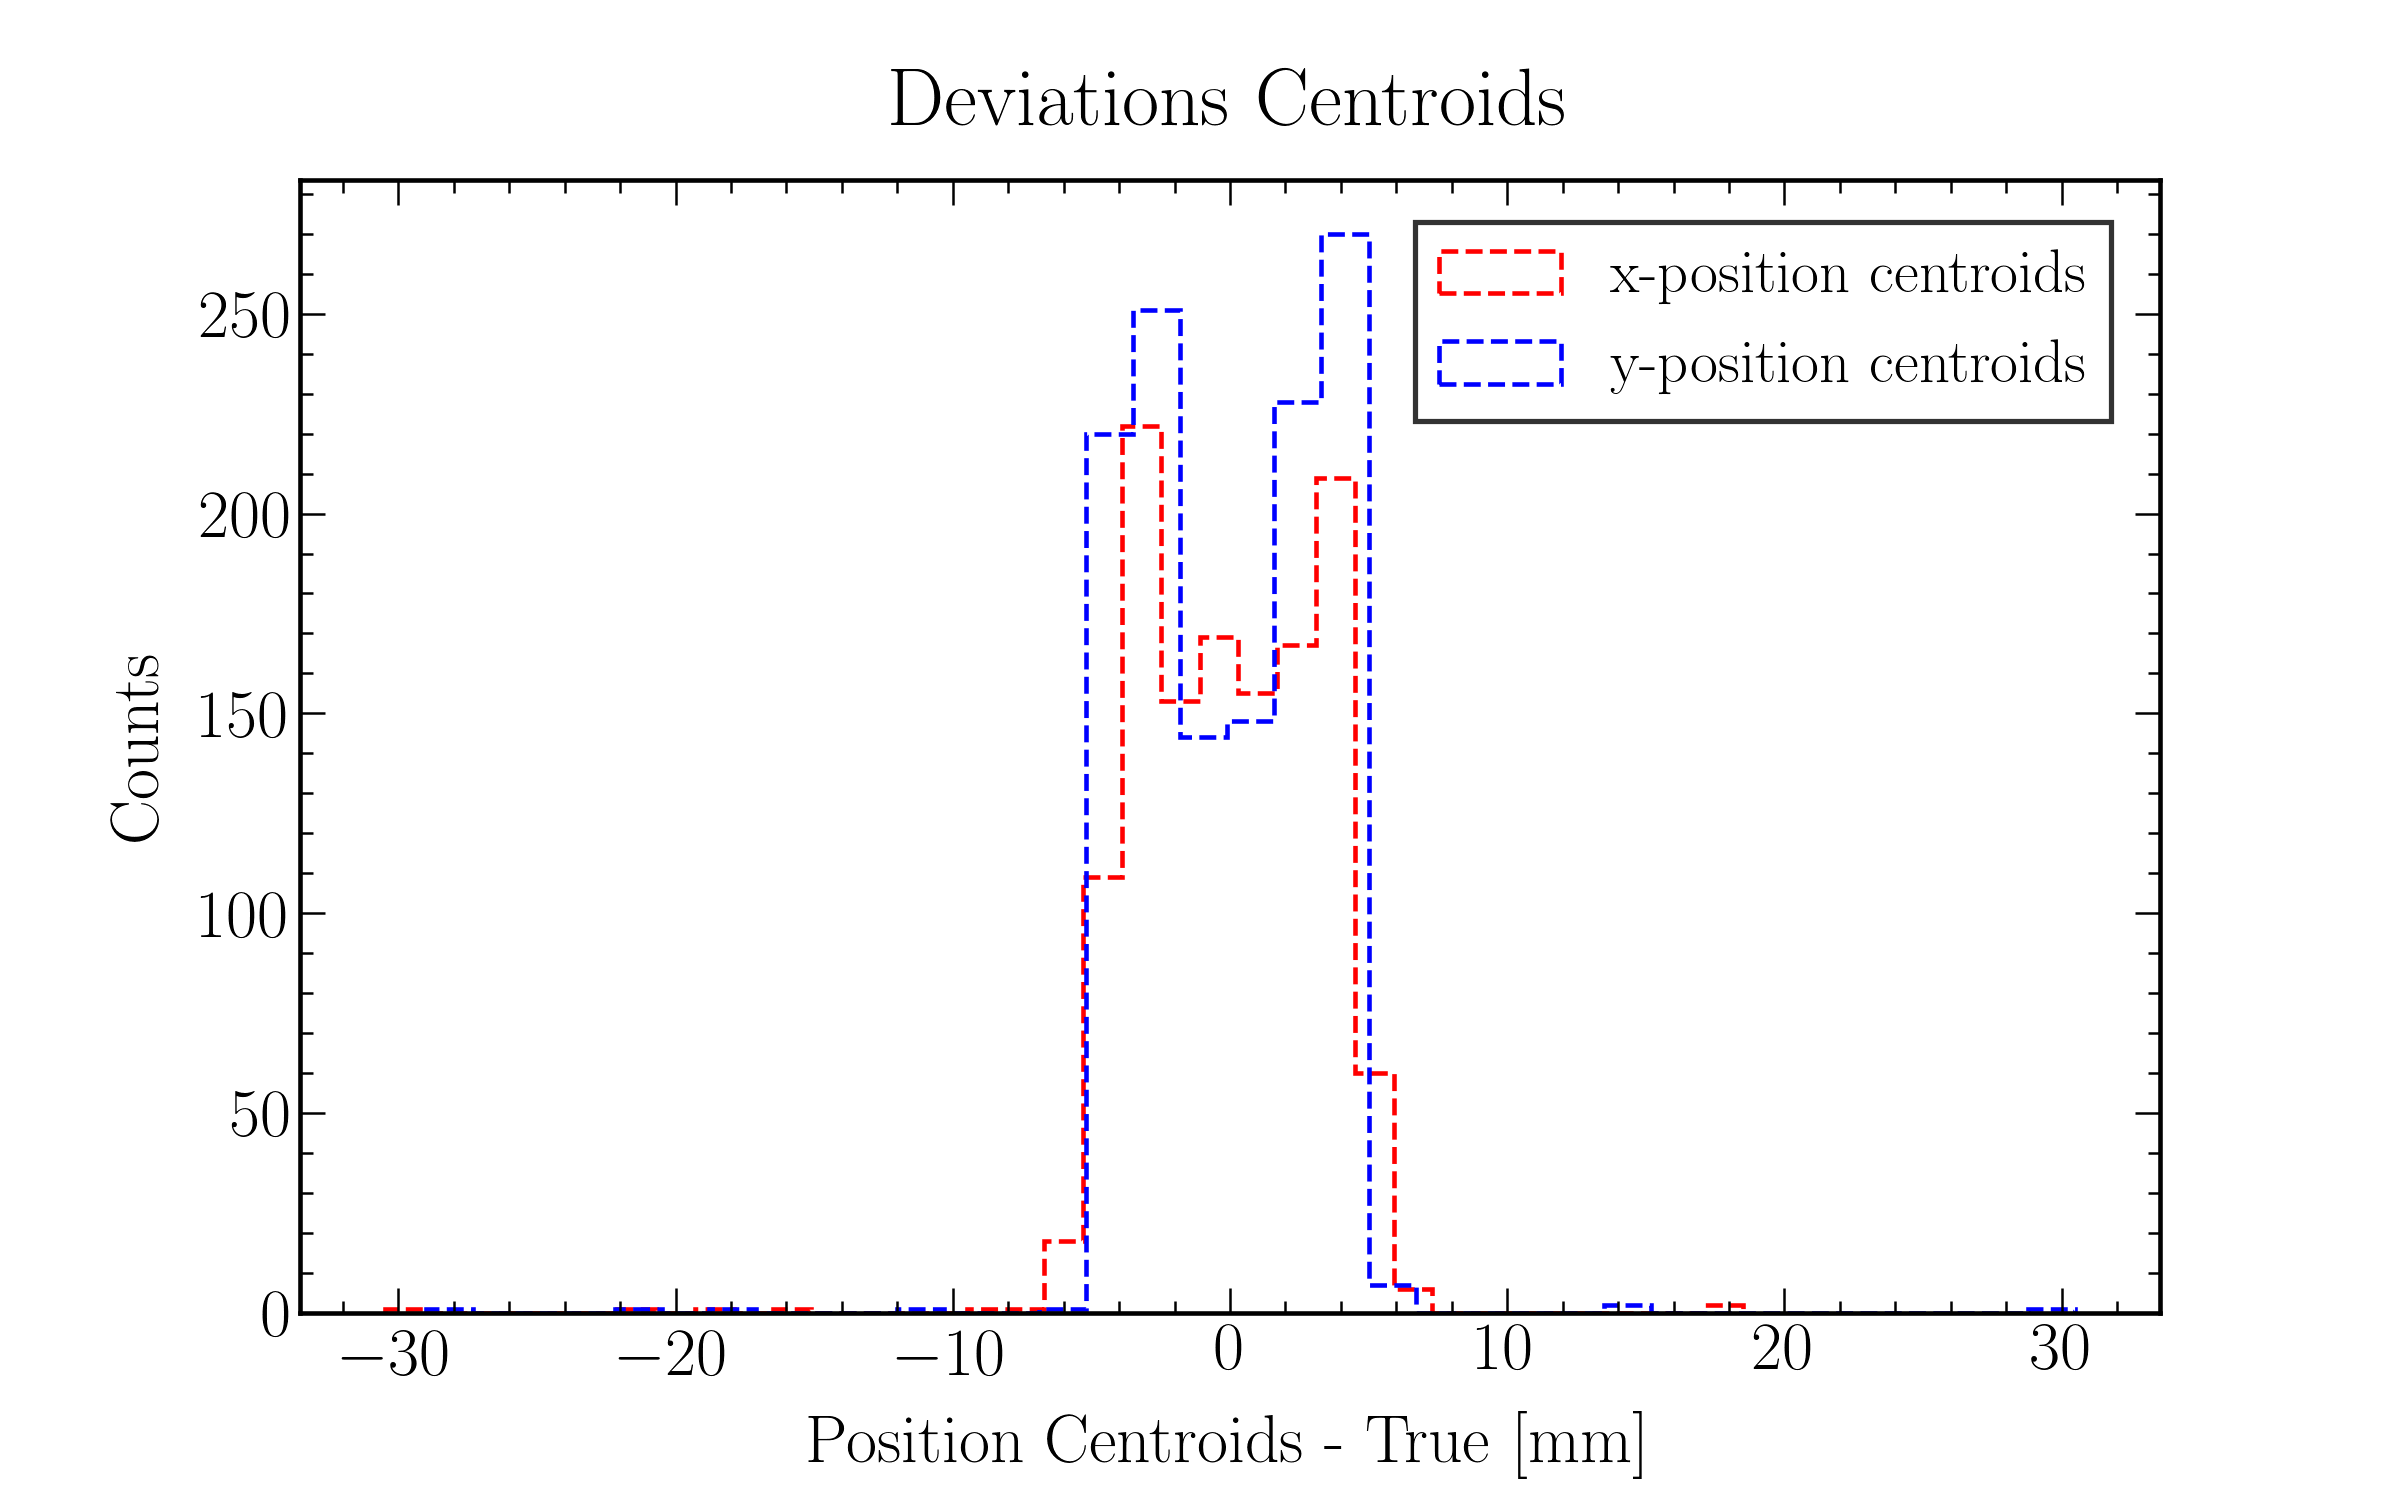 Deviations Centroids
x-position centroids
y-position centroids
Counts
250
200
150
100
50
0
−30 −20 −10 0 10 20 30
Position Centroids - True [mm]